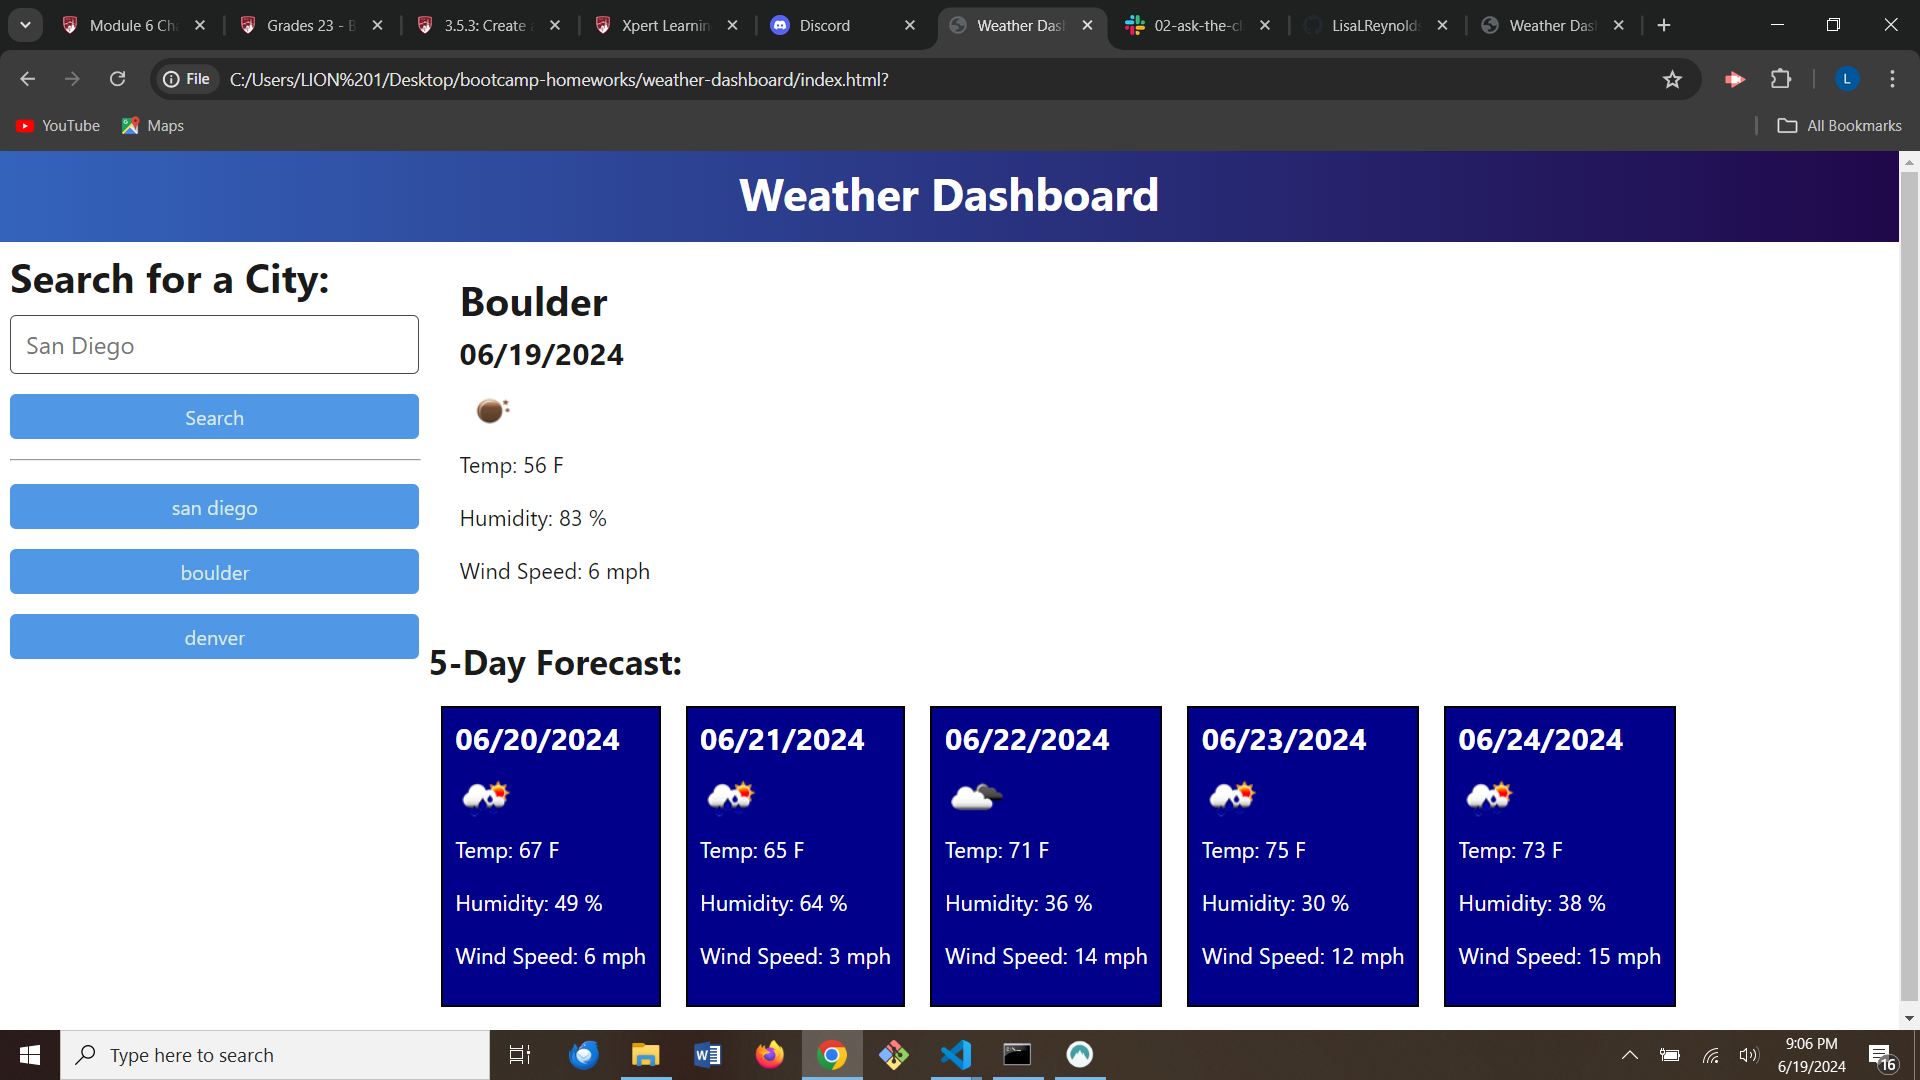 Module 6 Ch
Grades 23 - B
3.5.3: Create
Xpert Learnin
Discord
Weather Das
02-ask-the-cl
LisaLReynolds
Weather Das
File
C:/Users/LION%201/Desktop/bootcamp-homeworks/weather-dashboard/index.html?
L
YouTube
Maps
All Bookmarks
Weather Dashboard
Search for a City:
San Diego
Search
san diego
boulder
denver
Boulder
06/19/2024
Temp: 56 F
Humidity: 83 %
Wind Speed: 6 mph
5-Day Forecast:
06/20/2024
Temp: 67 F
Humidity: 49 %
Wind Speed: 6 mph
06/21/2024
Temp: 65 F
Humidity: 64 %
Wind Speed: 3 mph
06/22/2024
Temp: 71 F
Humidity: 36 %
Wind Speed: 14 mph
06/23/2024
Temp: 75 F
Humidity: 30 %
Wind Speed: 12 mph
06/24/2024
Temp: 73 F
Humidity: 38 %
Wind Speed: 15 mph
Type here to search
9:06 PM
6/19/2024
16